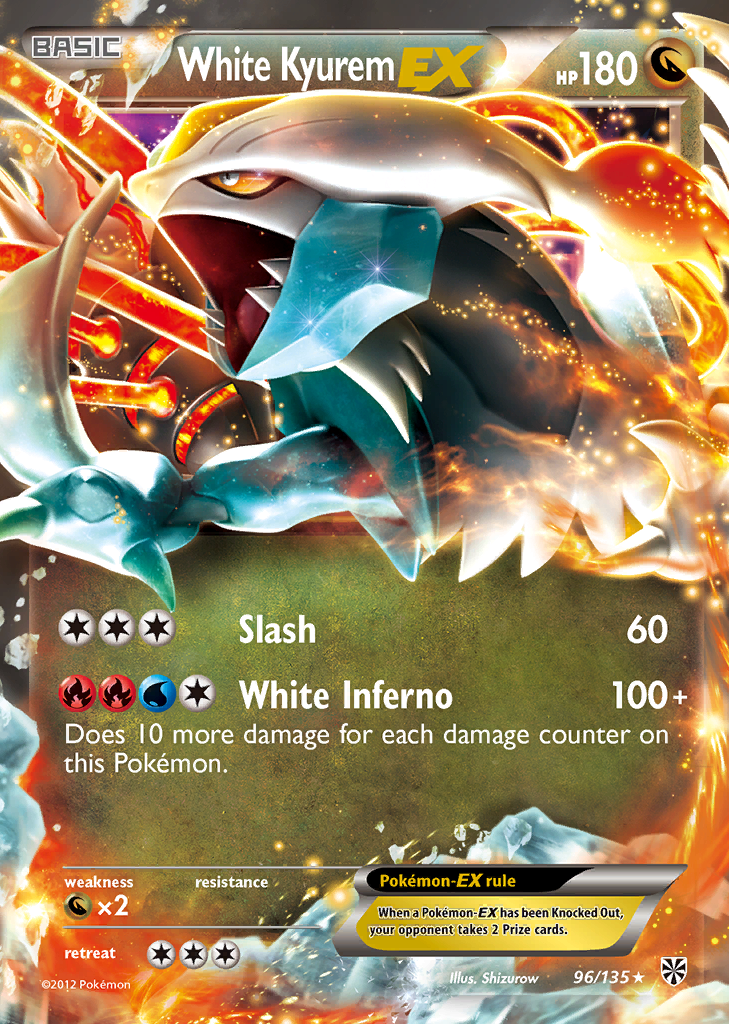 BASIC
White Kyurem EX
HP180
Slash 60
White Inferno 100+
Does 10 more damage for each damage counter on
this Pokémon.
weakness resistance
×2
Pokémon-EX rule
When a Pokémon-EX has been Knocked Out,
your opponent takes 2 Prize cards.
retreat
©2012 Pokémon
Illus. Shizurow 96/135